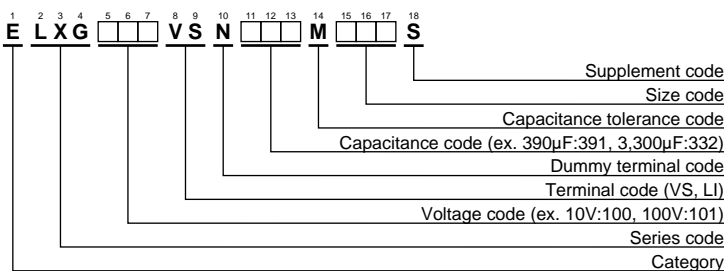 1 2 3 4 5 6 7 8 9 10 11 12 13 14 15 16 17 18
E L X G □□□ V S N □□□ M □□□ S
Supplement code
Size code
Capacitance tolerance code
Capacitance code (ex. 390μF:391, 3,300μF:332)
Dummy terminal code
Terminal code (VS, LI)
Voltage code (ex. 10V:100, 100V:101)
Series code
Category